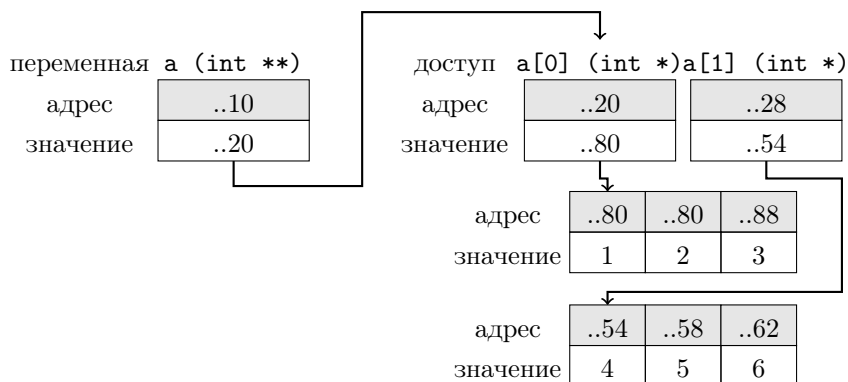 переменная a (int **) доступ a[0] (int *) a[1] (int *)
адрес ..10 адрес ..20 ..28
значение ..20 значение ..80 ..54
адрес ..80 ..80 ..88
значение 1 2 3
адрес ..54 ..58 ..62
значение 4 5 6